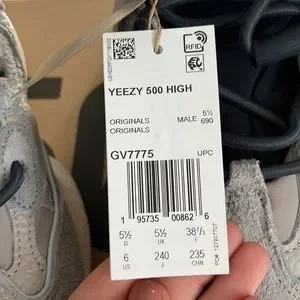 RFID
YEEZY 500 HIGH
ORIGINALS MALE 5½
ORIGINALS 690
GV7775 UPC
1 95735 00862 6
5½ 5½ 38⅔
D UK F
6 240 235
US J CHN